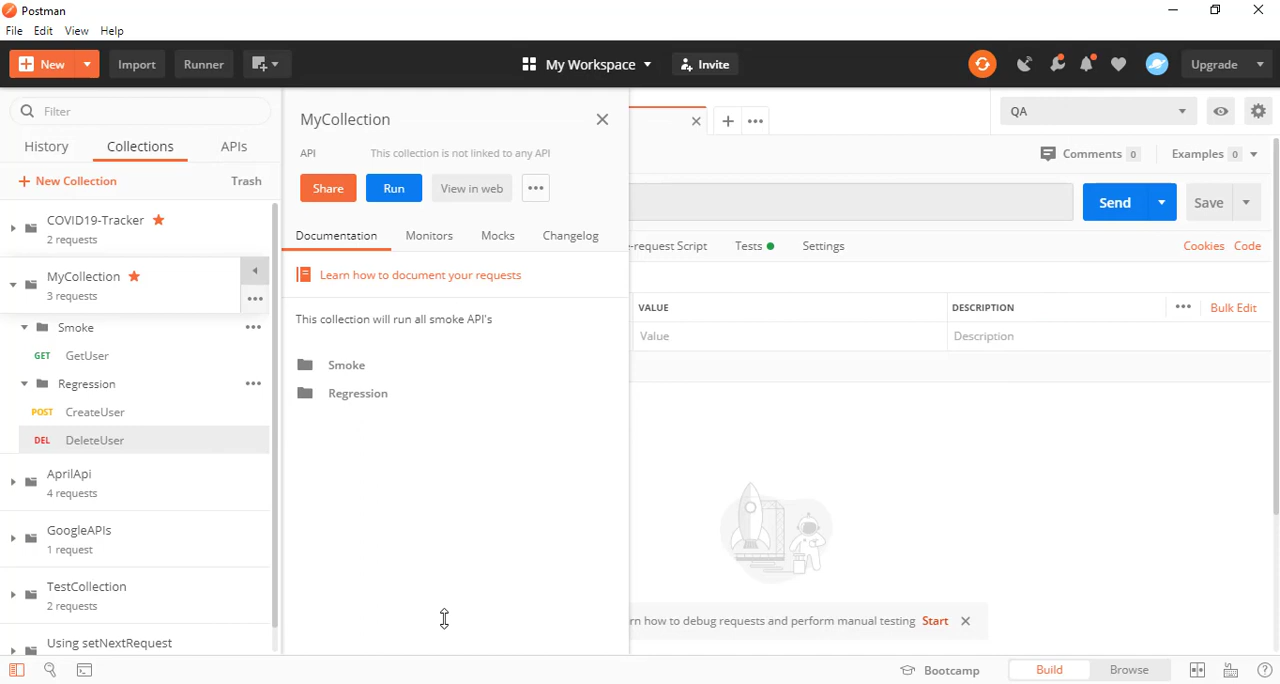 Postman
File Edit View Help
New Import Runner My Workspace Invite Upgrade
Filter
History Collections APIs
New Collection Trash
COVID19-Tracker
2 requests
MyCollection
3 requests
Smoke
GET GetUser
Regression
POST CreateUser
DEL DeleteUser
AprilApi
4 requests
GoogleAPIs
1 request
TestCollection
2 requests
Using setNextRequest
MyCollection
API This collection is not linked to any API
Share Run View in web
Documentation Monitors Mocks Changelog
Learn how to document your requests
This collection will run all smoke API's
Smoke
Regression
QA
Comments 0 Examples 0
Send Save
-request Script Tests Settings Cookies Code
VALUE DESCRIPTION Bulk Edit
Value Description
rn how to debug requests and perform manual testing Start
Bootcamp Build Browse